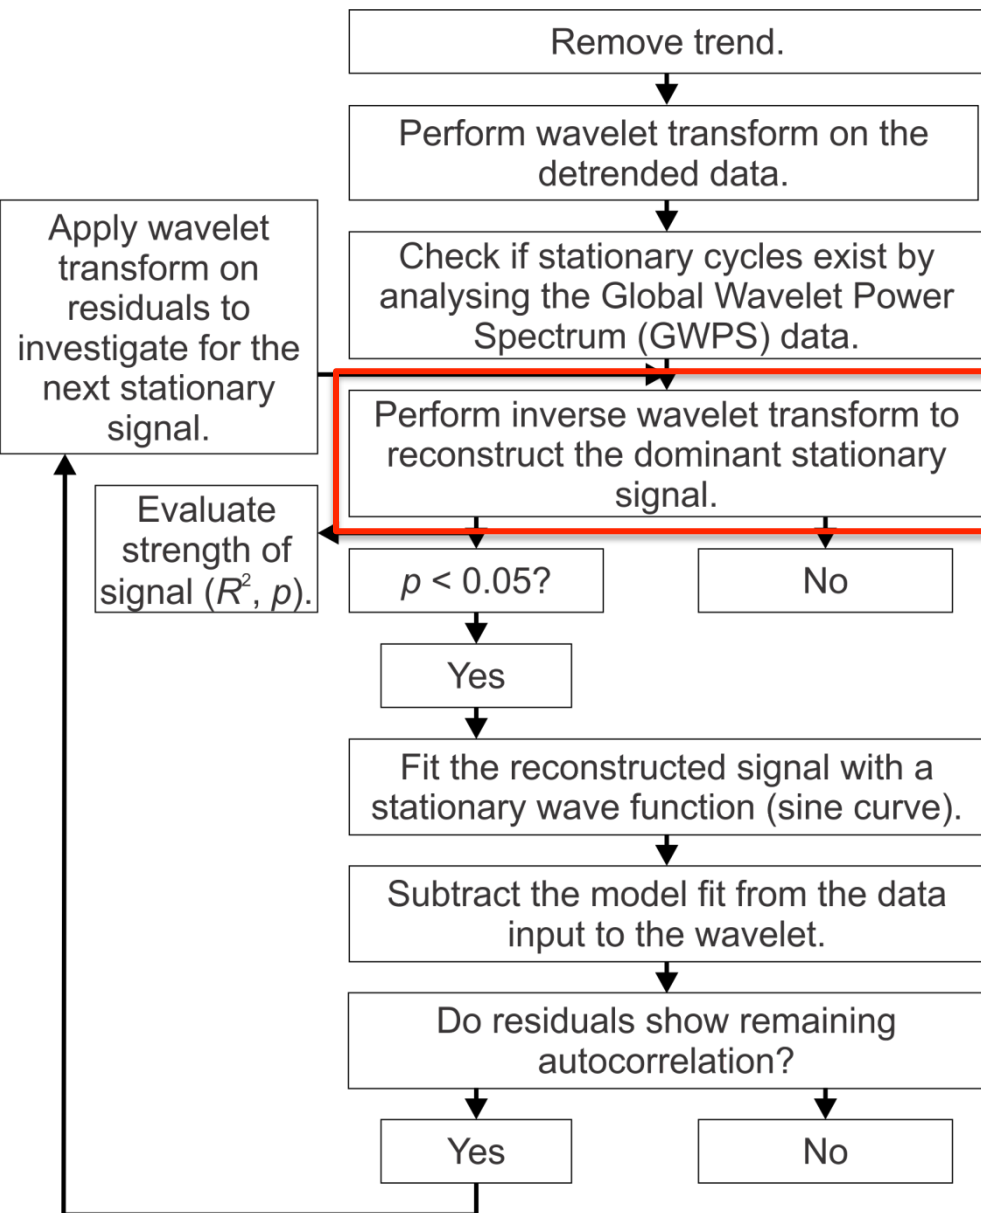 Remove trend.
Perform wavelet transform on the
detrended data.
Check if stationary cycles exist by
analysing the Global Wavelet Power
Spectrum (GWPS) data.
Apply wavelet
transform on
residuals to
investigate for the
next stationary
signal.
Perform inverse wavelet transform to
reconstruct the dominant stationary
signal.
Evaluate
strength of
signal (R², p).
p < 0.05?
No
Yes
Fit the reconstructed signal with a
stationary wave function (sine curve).
Subtract the model fit from the data
input to the wavelet.
Do residuals show remaining
autocorrelation?
Yes
No